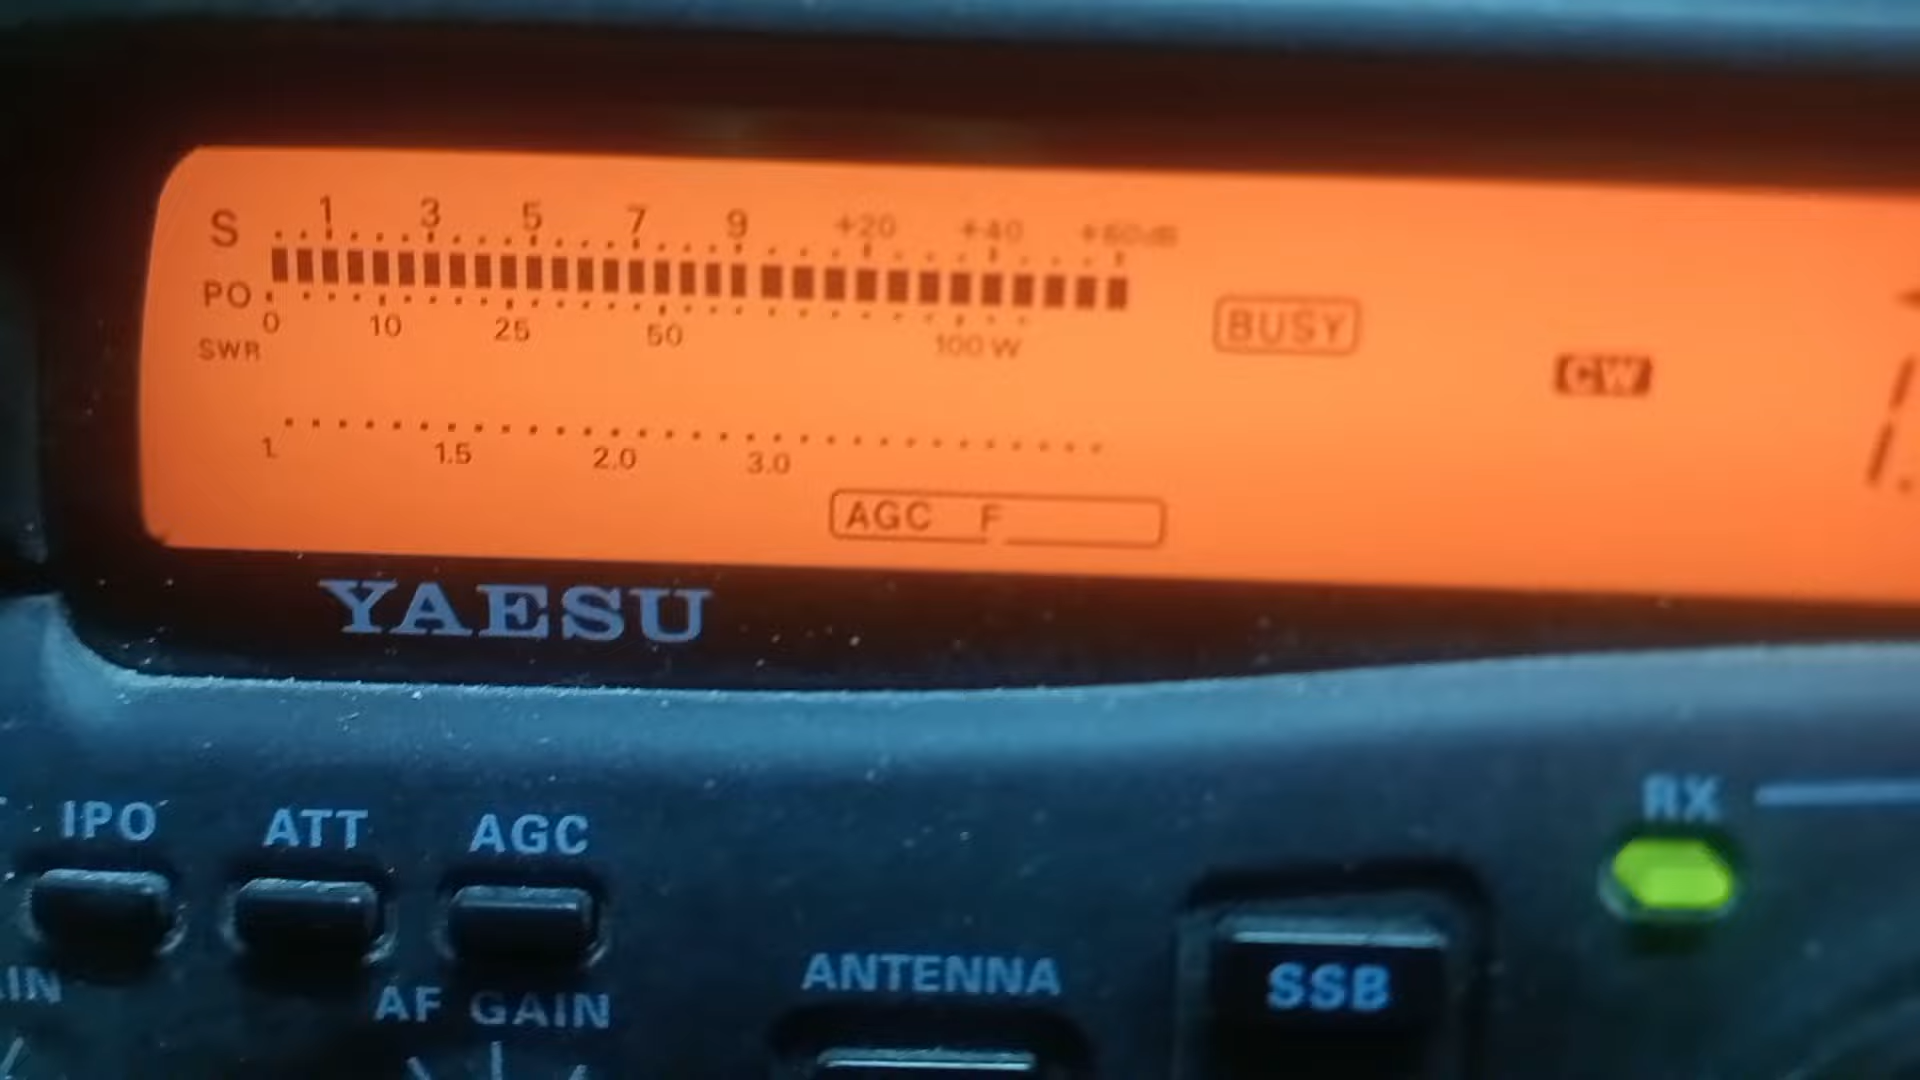 S 1 3 5 7 9 +20 +40 +60dB
PO 0 10 25 50 100 W
SWR
1. 1.5 2.0 3.0
BUSY
CW
AGC F
YAESU
IPO ATT AGC
RX
ANTENNA
SSB
AF GAIN